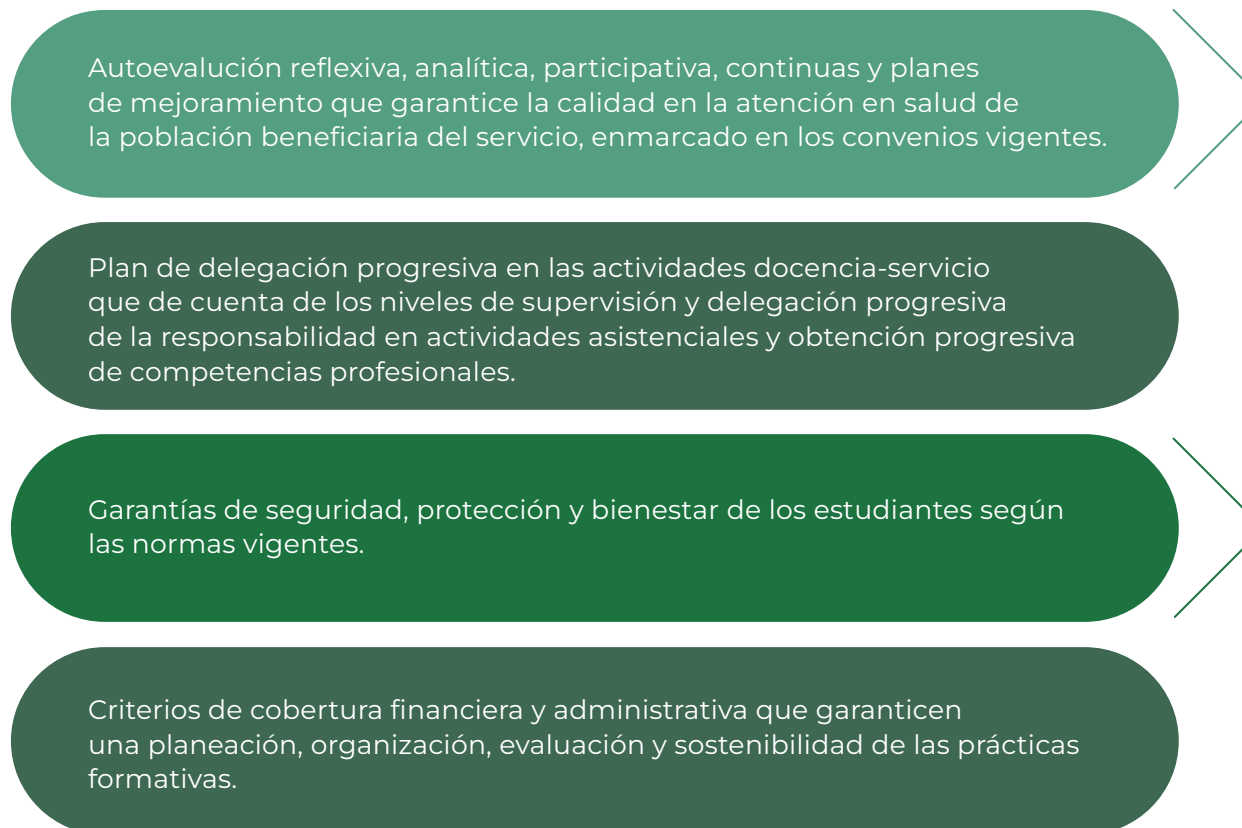 Autoevalución reflexiva, analítica, participativa, continuas y planes
de mejoramiento que garantice la calidad en la atención en salud de
la población beneficiaria del servicio, enmarcado en los convenios vigentes.
Plan de delegación progresiva en las actividades docencia-servicio
que de cuenta de los niveles de supervisión y delegación progresiva
de la responsabilidad en actividades asistenciales y obtención progresiva
de competencias profesionales.
Garantías de seguridad, protección y bienestar de los estudiantes según
las normas vigentes.
Criterios de cobertura financiera y administrativa que garanticen
una planeación, organización, evaluación y sostenibilidad de las prácticas
formativas.